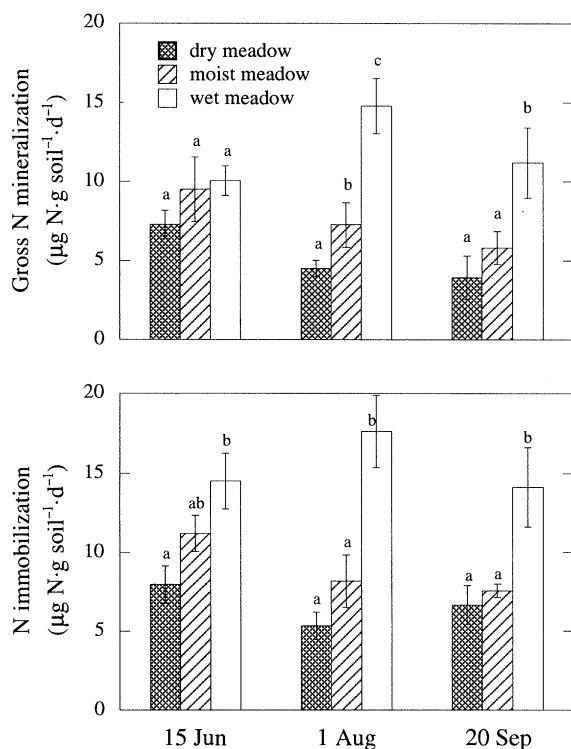 20
15
10
5
0
Gross N mineralization
(µg N·g soil⁻¹·d⁻¹)
dry meadow
moist meadow
wet meadow
a
a
a
a
b
c
a
a
b
20
15
10
5
0
N immobilization
(µg N·g soil⁻¹·d⁻¹)
a
ab
b
a
a
b
a
a
b
15 Jun
1 Aug
20 Sep